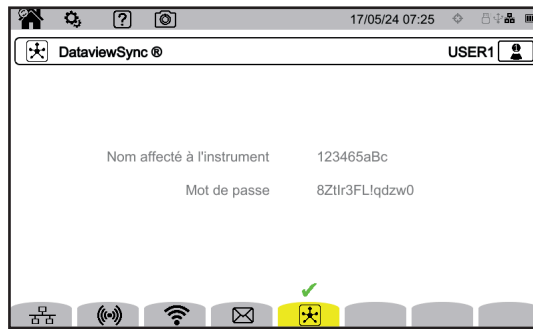 17/05/24 07:25
DataviewSync ®
USER1
Nom affecté à l'instrument 123465aBc
Mot de passe 8ZtIr3FL!qdzw0